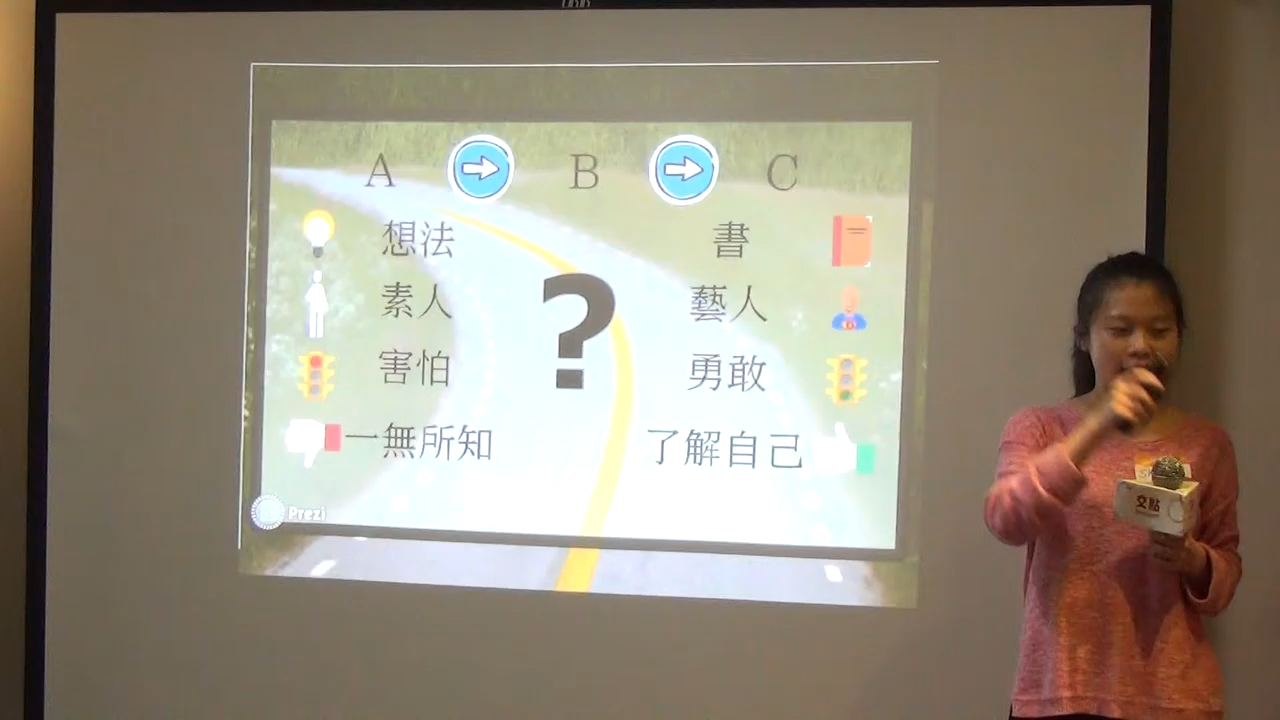 A B C
想法 書
素人 ? 藝人
害怕 勇敢
一無所知 了解自己
Prezi
交點